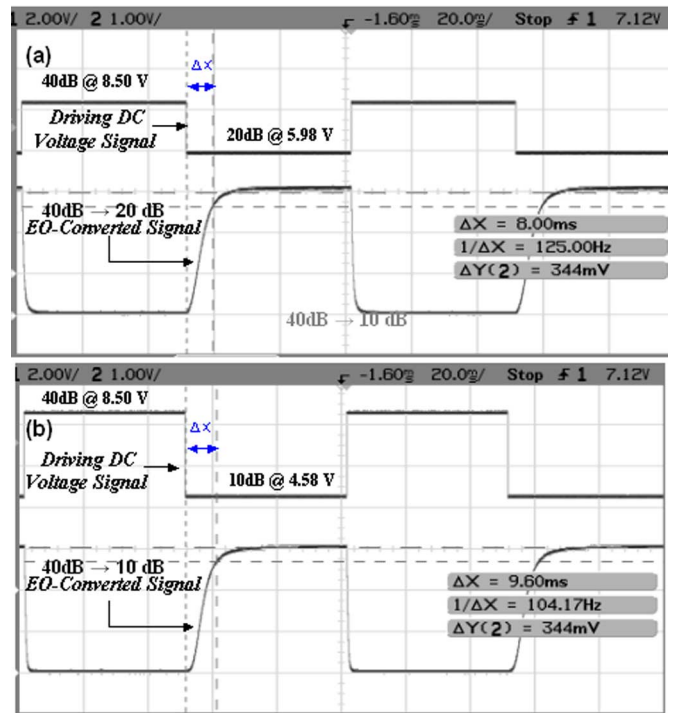 1 2.00V/ 2 1.00V/ -1.60ms 20.0ms/ Stop 1 7.12V
(a)
40dB @ 8.50 V
ΔX
Driving DC
Voltage Signal
20dB @ 5.98 V
40dB → 20 dB
EO-Converted Signal
ΔX = 8.00ms
1/ΔX = 125.00Hz
ΔY(2) = 344mV
40dB → 10 dB
1 2.00V/ 2 1.00V/ -1.60ms 20.0ms/ Stop 1 7.12V
40dB @ 8.50 V
(b)
ΔX
Driving DC
Voltage Signal
10dB @ 4.58 V
40dB → 10 dB
EO-Converted Signal
ΔX = 9.60ms
1/ΔX = 104.17Hz
ΔY(2) = 344mV